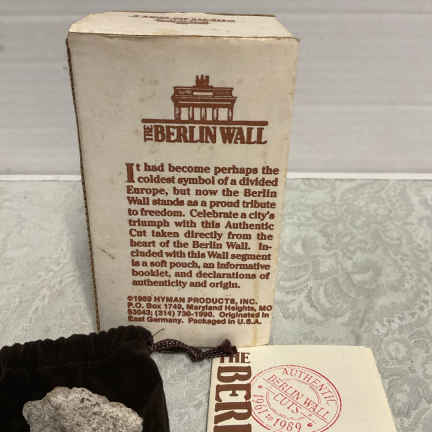 THE BERLIN WALL
It had become perhaps the
coldest symbol of a divided
Europe, but now the Berlin
Wall stands as a proud tribute
to freedom. Celebrate a city's
triumph with this Authentic
Cut taken directly from the
heart of the Berlin Wall. In-
cluded with this Wall segment
is a soft pouch, an informative
booklet, and declarations of
authenticity and origin.
©1989 HYMAN PRODUCTS, INC.
P.O. Box 1749, Maryland Heights, MO
63043; (314) 730-1990. Originated in
East Germany. Packaged in U.S.A.
THE
BERL
AUTHENTIC
BERLIN WALL
CUTS
1961 to 1989